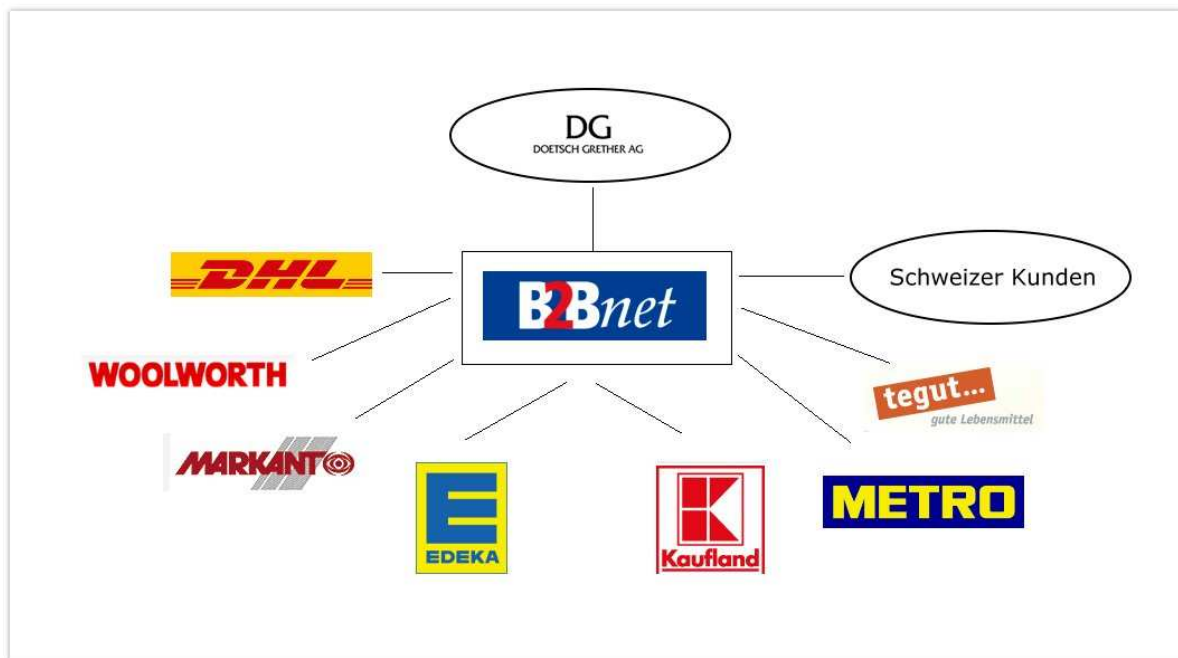 DG
DOETSCH GRETHER AG
DHL
B2Bnet
Schweizer Kunden
WOOLWORTH
tegut...
gute Lebensmittel
MARKANT
EDEKA
Kaufland
METRO